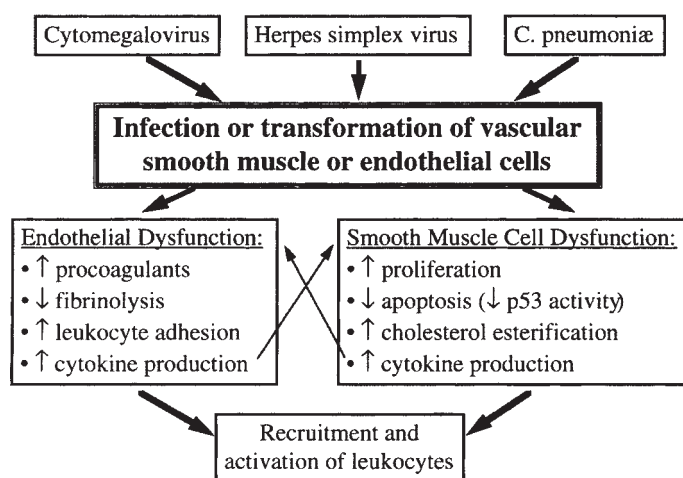 Cytomegalovirus
Herpes simplex virus
C. pneumoniæ
Infection or transformation of vascular
smooth muscle or endothelial cells
Endothelial Dysfunction:
• ↑ procoagulants
• ↓ fibrinolysis
• ↑ leukocyte adhesion
• ↑ cytokine production
Smooth Muscle Cell Dysfunction:
• ↑ proliferation
• ↓ apoptosis (↓ p53 activity)
• ↑ cholesterol esterification
• ↑ cytokine production
Recruitment and
activation of leukocytes